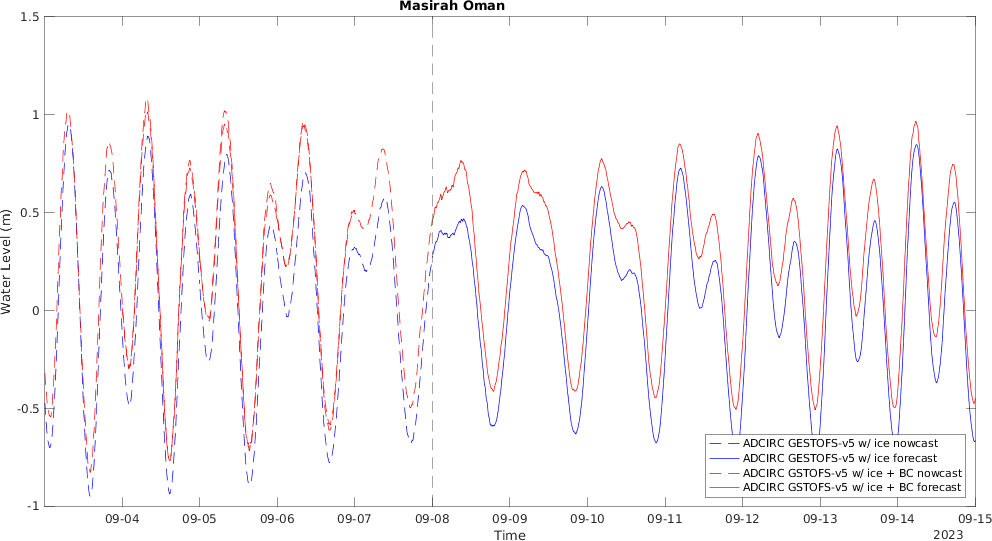 Masirah Oman
1.5
1
0.5
0
-0.5
-1
Water Level (m)
09-04
09-05
09-06
09-07
09-08
09-09
09-10
09-11
09-12
09-13
09-14
09-15
Time
2023
ADCIRC GESTOFS-v5 w/ ice nowcast
ADCIRC GESTOFS-v5 w/ ice forecast
ADCIRC GSTOFS-v5 w/ ice + BC nowcast
ADCIRC GSTOFS-v5 w/ ice + BC forecast